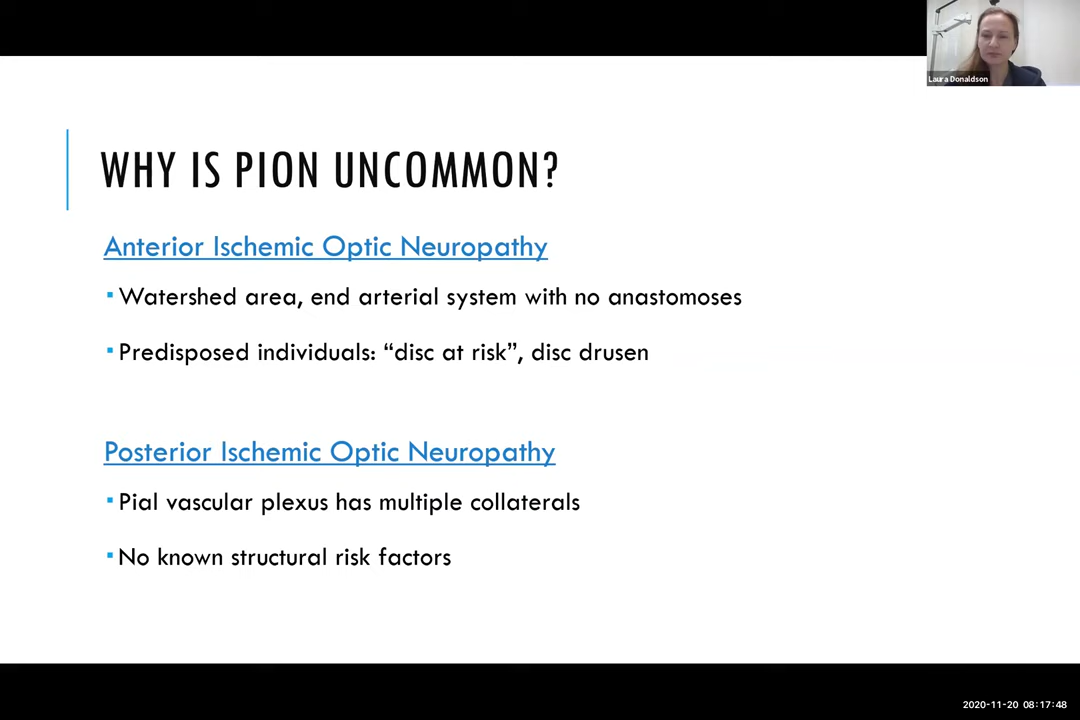 Laura Donaldson
WHY IS PION UNCOMMON?
Anterior Ischemic Optic Neuropathy
▪ Watershed area, end arterial system with no anastomoses
▪ Predisposed individuals: “disc at risk”, disc drusen
Posterior Ischemic Optic Neuropathy
▪ Pial vascular plexus has multiple collaterals
▪ No known structural risk factors
2020-11-20 08:17:48